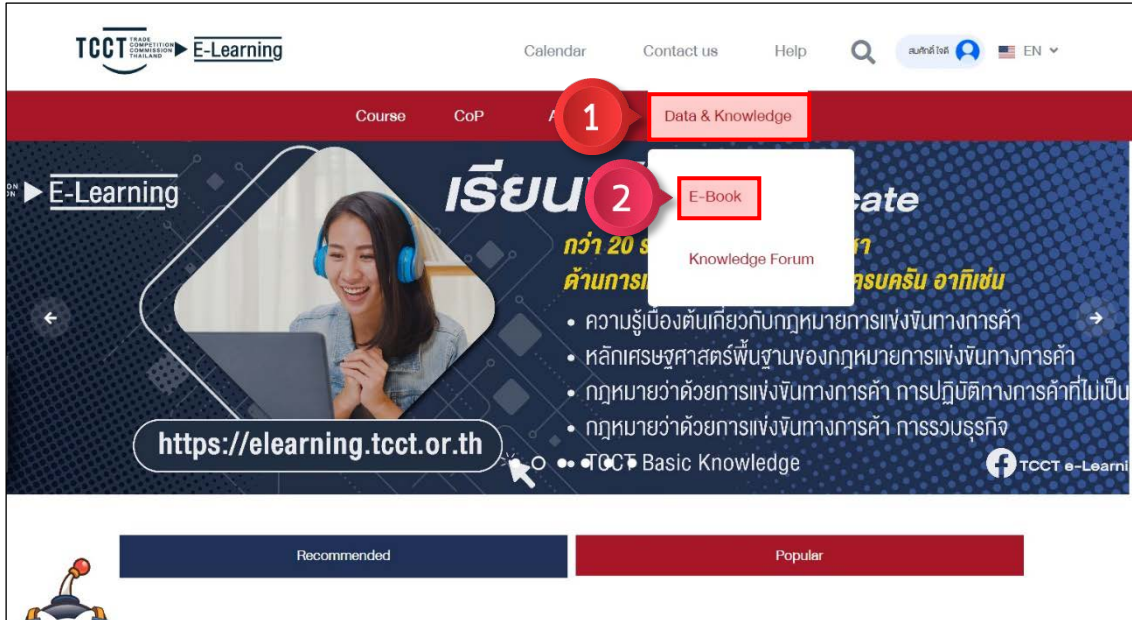 TCCT TRADE COMPETITION COMMISSION THAILAND E-Learning
Calendar Contact us Help สมศักดิ์ ใจดี EN
Course CoP A 1 Data & Knowledge
E-Learning
เรียน cate
2 E-Book
Knowledge Forum
กว่า 20
ด้านการ ครบครัน อาทิเช่น
• ความรู้เบื้องต้นเกี่ยวกับกฎหมายการแข่งขันทางการค้า
• หลักเศรษฐศาสตร์พื้นฐานของกฎหมายการแข่งขันทางการค้า
• กฎหมายว่าด้วยการแข่งขันทางการค้า การปฏิบัติทางการค้าที่ไม่เป็น
• กฎหมายว่าด้วยการแข่งขันทางการค้า การรวมธุรกิจ
• TCCT Basic Knowledge
https://elearning.tcct.or.th
TCCT e-Learni
Recommended Popular